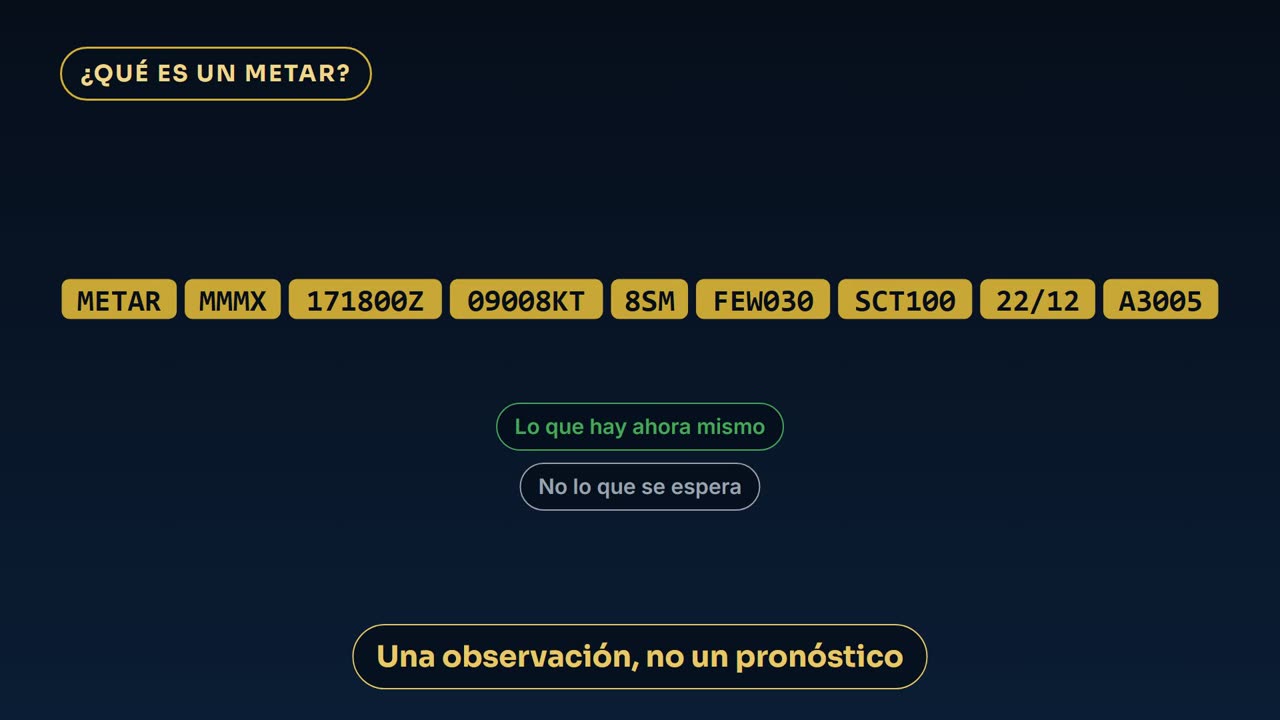 ¿QUÉ ES UN METAR?
METAR MMMX 171800Z 09008KT 8SM FEW030 SCT100 22/12 A3005
Lo que hay ahora mismo
No lo que se espera
Una observación, no un pronóstico